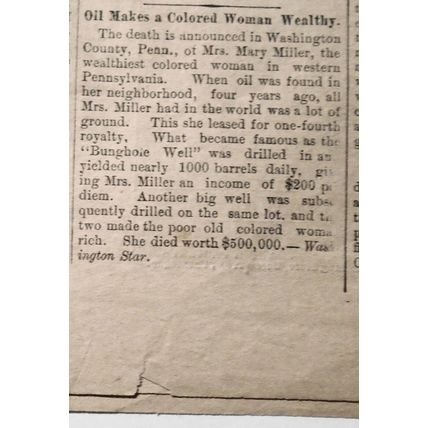 Oil Makes a Colored Woman Wealthy.
The death is announced in Washington
County, Penn., of Mrs. Mary Miller, the
wealthiest colored woman in western
Pennsylvania. When oil was found in
her neighborhood, four years ago, all
Mrs. Miller had in the world was a lot of
ground. This she leased for one-fourth
royalty. What became famous as the
"Bunghole Well" was drilled in an
yielded nearly 1000 barrels daily, giv
ing Mrs. Miller an income of $200 pe
diem. Another big well was subse
quently drilled on the same lot. and
two made the poor old colored woma
rich. She died worth $500,000.— Was
ington Star.